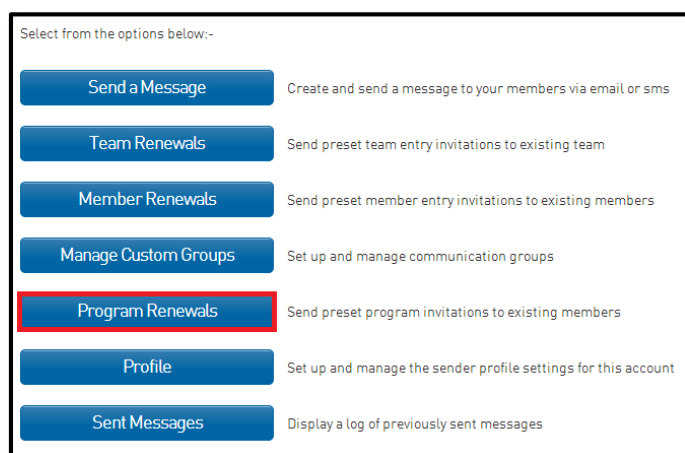 Select from the options below:-
Send a Message Create and send a message to your members via email or sms
Team Renewals Send preset team entry invitations to existing team
Member Renewals Send preset member entry invitations to existing members
Manage Custom Groups Set up and manage communication groups
Program Renewals Send preset program invitations to existing members
Profile Set up and manage the sender profile settings for this account
Sent Messages Display a log of previously sent messages